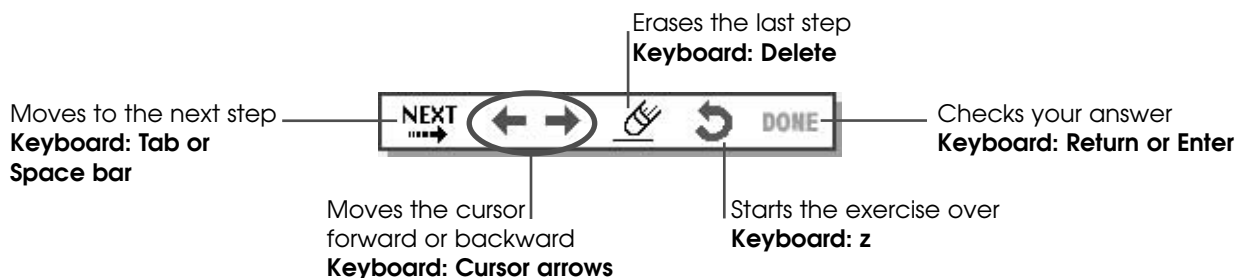 Erases the last step
Keyboard: Delete
Moves to the next step
Keyboard: Tab or
Space bar
NEXT
DONE
Checks your answer
Keyboard: Return or Enter
Moves the cursor
forward or backward
Keyboard: Cursor arrows
Starts the exercise over
Keyboard: z